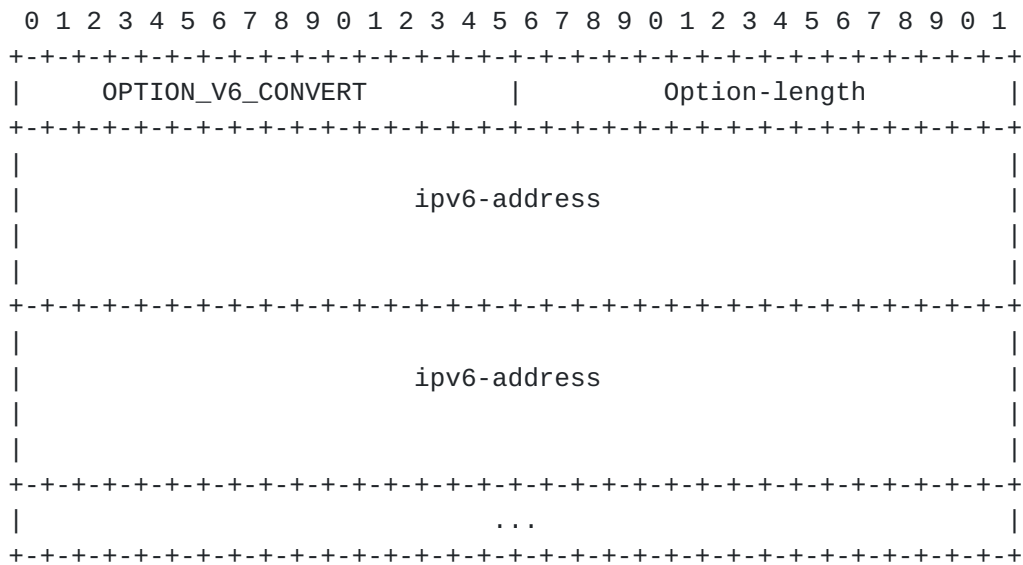 0 1 2 3 4 5 6 7 8 9 0 1 2 3 4 5 6 7 8 9 0 1 2 3 4 5 6 7 8 9 0 1
+-+-+-+-+-+-+-+-+-+-+-+-+-+-+-+-+-+-+-+-+-+-+-+-+-+-+-+-+-+-+-+-+
|     OPTION_V6_CONVERT         |         Option-length         |
+-+-+-+-+-+-+-+-+-+-+-+-+-+-+-+-+-+-+-+-+-+-+-+-+-+-+-+-+-+-+-+-+
|                                                               |
|                         ipv6-address                          |
|                                                               |
|                                                               |
+-+-+-+-+-+-+-+-+-+-+-+-+-+-+-+-+-+-+-+-+-+-+-+-+-+-+-+-+-+-+-+-+
|                                                               |
|                         ipv6-address                          |
|                                                               |
|                                                               |
+-+-+-+-+-+-+-+-+-+-+-+-+-+-+-+-+-+-+-+-+-+-+-+-+-+-+-+-+-+-+-+-+
|                              ...                              |
+-+-+-+-+-+-+-+-+-+-+-+-+-+-+-+-+-+-+-+-+-+-+-+-+-+-+-+-+-+-+-+-+